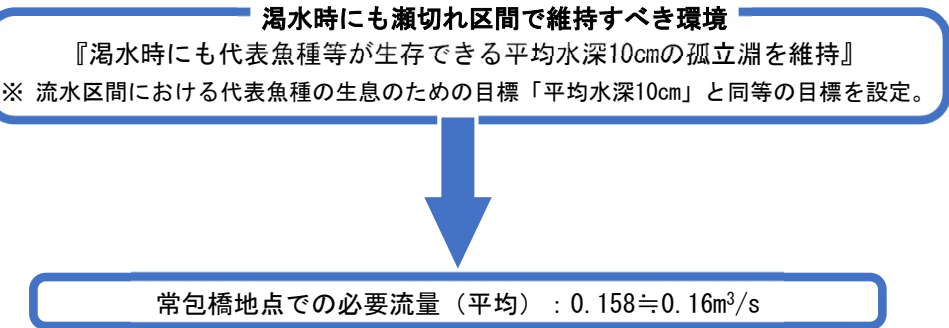 渇水時にも瀬切れ区間で維持すべき環境
『渇水時にも代表魚種等が生存できる平均水深10cmの孤立淵を維持』
※ 流水区間における代表魚種の生息のための目標「平均水深10cm」と同等の目標を設定。
常包橋地点での必要流量（平均）：0.158≒0.16m³/s